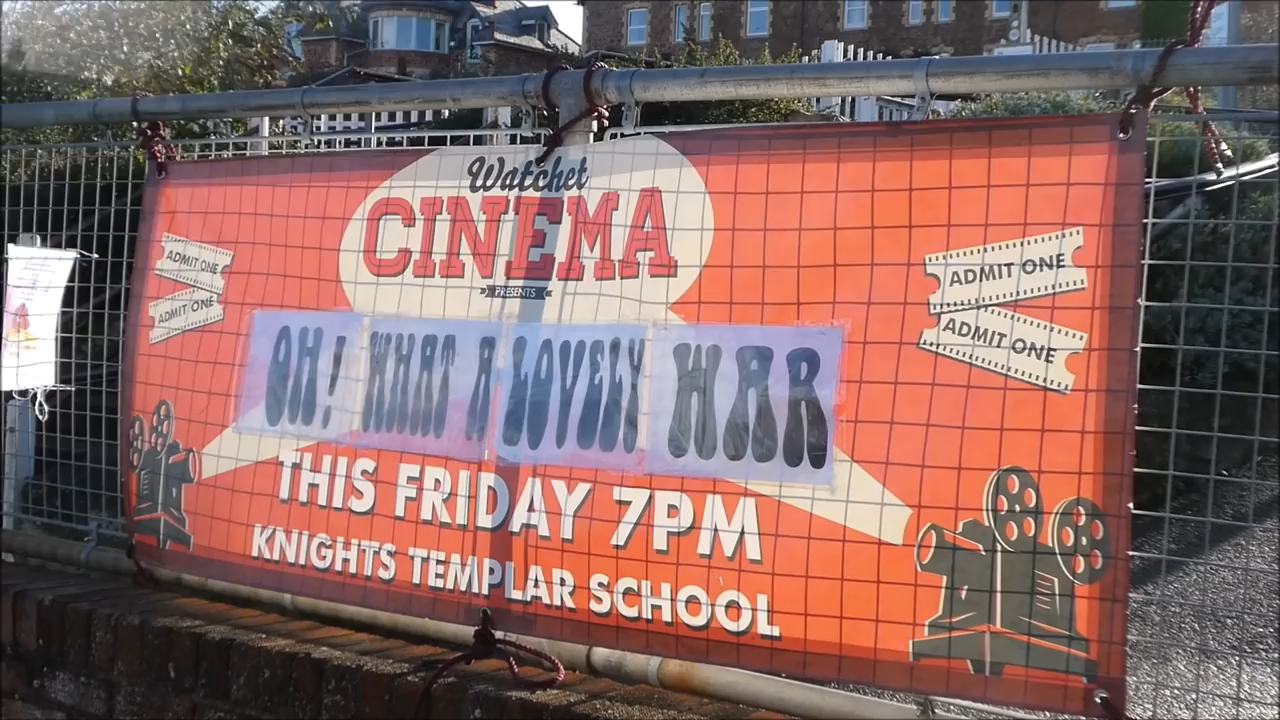 Watchet
CINEMA
PRESENTS
ADMIT ONE
ADMIT ONE
ADMIT ONE
ADMIT ONE
OH! WHAT A LOVELY WAR
THIS FRIDAY 7PM
KNIGHTS TEMPLAR SCHOOL